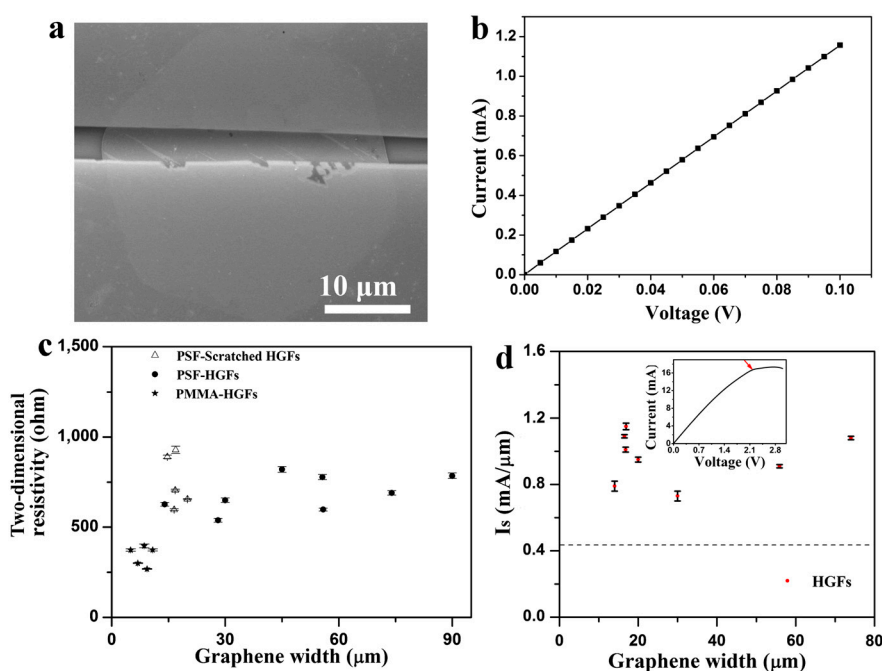 a
10 μm
b
1.2
1.0
0.8
0.6
0.4
0.2
0.0
0.00 0.02 0.04 0.06 0.08 0.10
Current (mA)
Voltage (V)
c
1,500
1,000
500
0
0 30 60 90
Two-dimensional
resistivity (ohm)
Graphene width (μm)
PSF-Scratched HGFs
PSF-HGFs
PMMA-HGFs
d
1.6
1.2
0.8
0.4
0.0
0 20 40 60 80
Is (mA/μm)
Graphene width (μm)
16
12
8
4
0
0.0 0.7 1.4 2.1 2.8
Current (mA)
Voltage (V)
HGFs